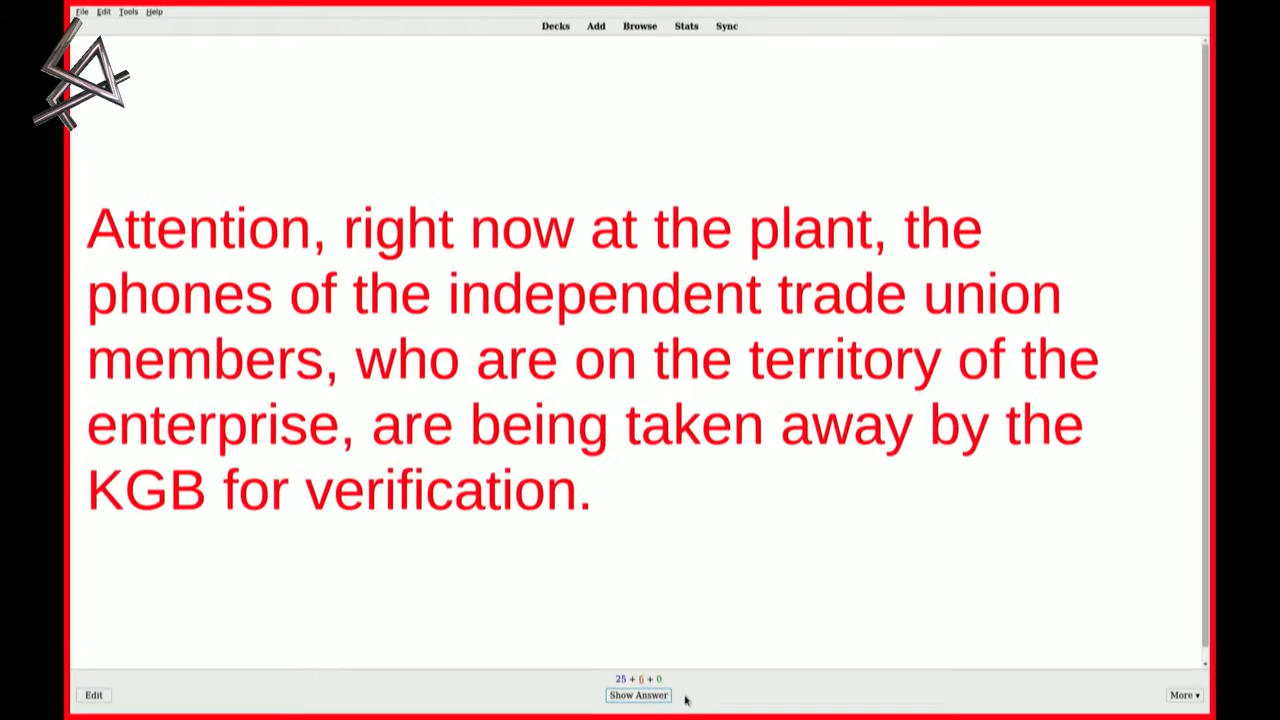 File Edit Tools Help
Decks Add Browse Stats Sync
Attention, right now at the plant, the
phones of the independent trade union
members, who are on the territory of the
enterprise, are being taken away by the
KGB for verification.
25 + 6 + 0
Edit Show Answer More ▾